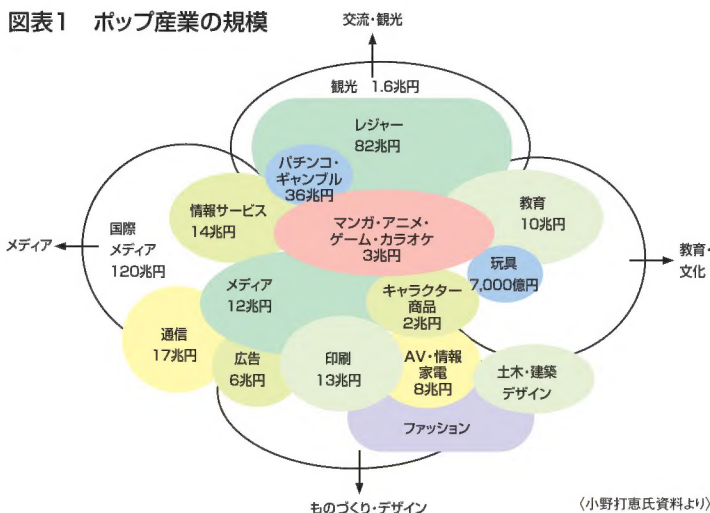 図表1 ポップ産業の規模
交流・観光
観光 1.6兆円
レジャー
82兆円
パチンコ・
ギャンブル
36兆円
情報サービス
14兆円
マンガ・アニメ・
ゲーム・カラオケ
3兆円
教育
10兆円
メディア
国際
メディア
120兆円
教育・
文化
玩具
7,000億円
メディア
12兆円
キャラクター
商品
2兆円
通信
17兆円
広告
6兆円
印刷
13兆円
AV・情報
家電
8兆円
土木・建築
デザイン
ファッション
ものづくり・デザイン
〈小野打恵氏資料より〉